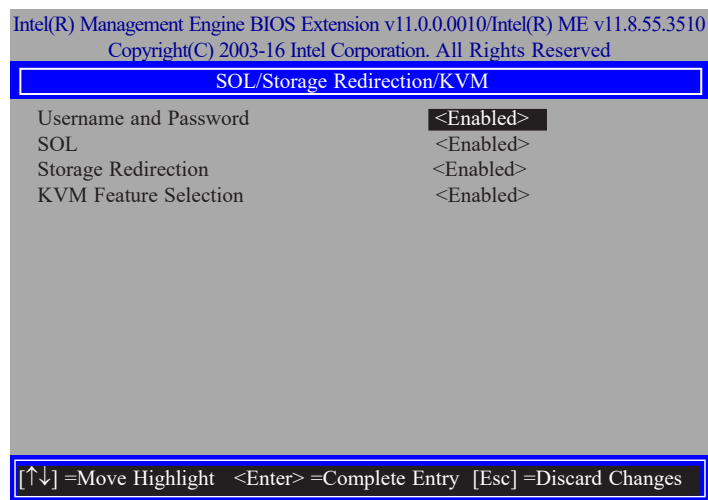 Intel(R) Management Engine BIOS Extension v11.0.0.0010/Intel(R) ME v11.8.55.3510
Copyright(C) 2003-16 Intel Corporation. All Rights Reserved
SOL/Storage Redirection/KVM
Username and Password <Enabled>
SOL <Enabled>
Storage Redirection <Enabled>
KVM Feature Selection <Enabled>
[↑↓] =Move Highlight <Enter> =Complete Entry [Esc] =Discard Changes